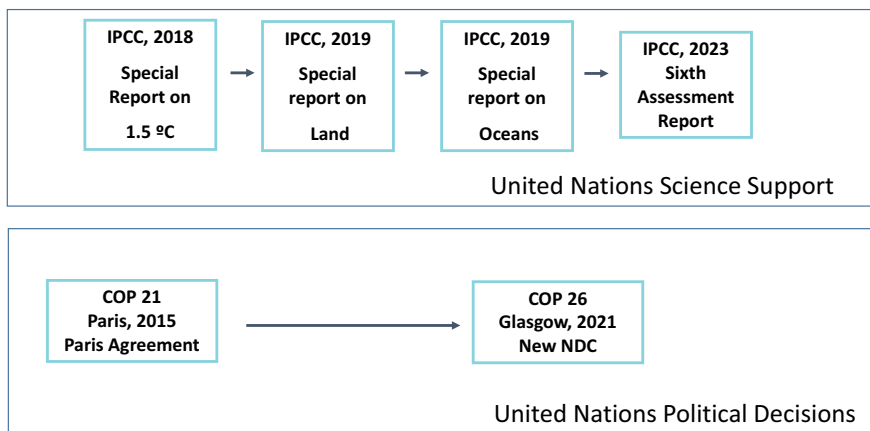 IPCC, 2018
Special
Report on
1.5 ºC
IPCC, 2019
Special
report on
Land
IPCC, 2019
Special
report on
Oceans
IPCC, 2023
Sixth
Assessment
Report
United Nations Science Support
COP 21
Paris, 2015
Paris Agreement
COP 26
Glasgow, 2021
New NDC
United Nations Political Decisions